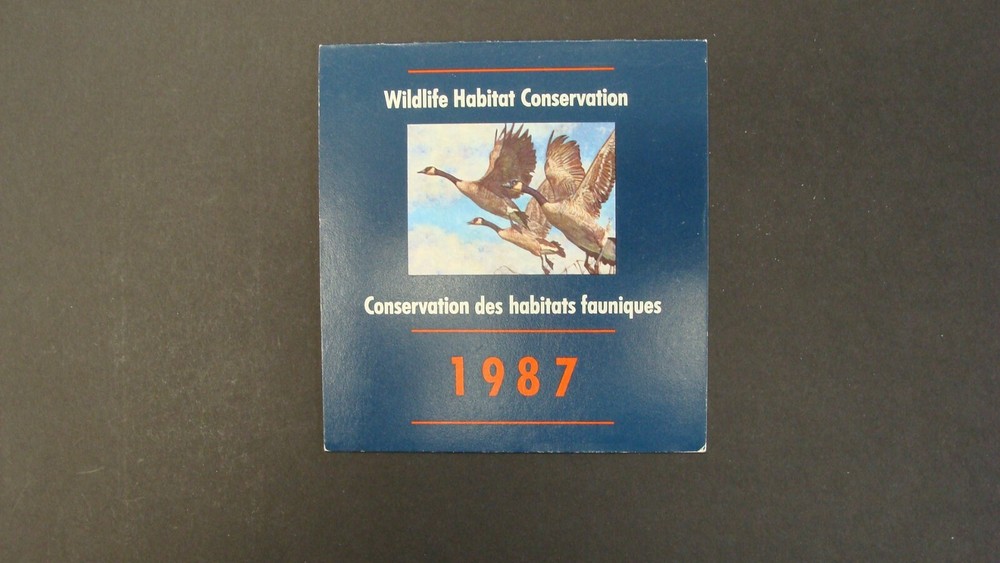 Wildlife Habitat Conservation
Conservation des habitats fauniques
1987